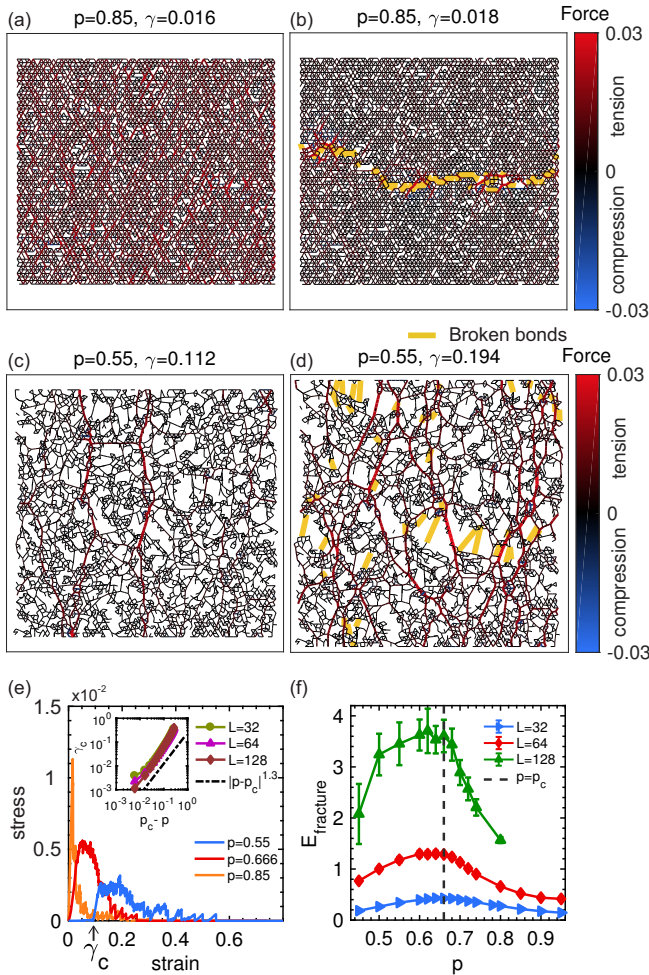 (a) p=0.85, γ=0.016
(b) p=0.85, γ=0.018
Force
0.03
tension
0
compression
-0.03
Broken bonds
(c) p=0.55, γ=0.112
(d) p=0.55, γ=0.194
Force
0.03
tension
0
compression
-0.03
(e)
x10⁻²
1.5
1.0
0.5
0
stress
0 0.2 0.4 0.6
γc
strain
10⁰
10⁻¹
10⁻²
10⁻³
γc
10⁻³ 10⁻² 10⁻¹ 10⁰
pc - p
L=32
L=64
L=128
|p-pc|^1.3
p=0.55
p=0.666
p=0.85
(f)
4
3
2
1
0
Efracture
0.5 0.6 0.7 0.8 0.9
p
L=32
L=64
L=128
p=pc